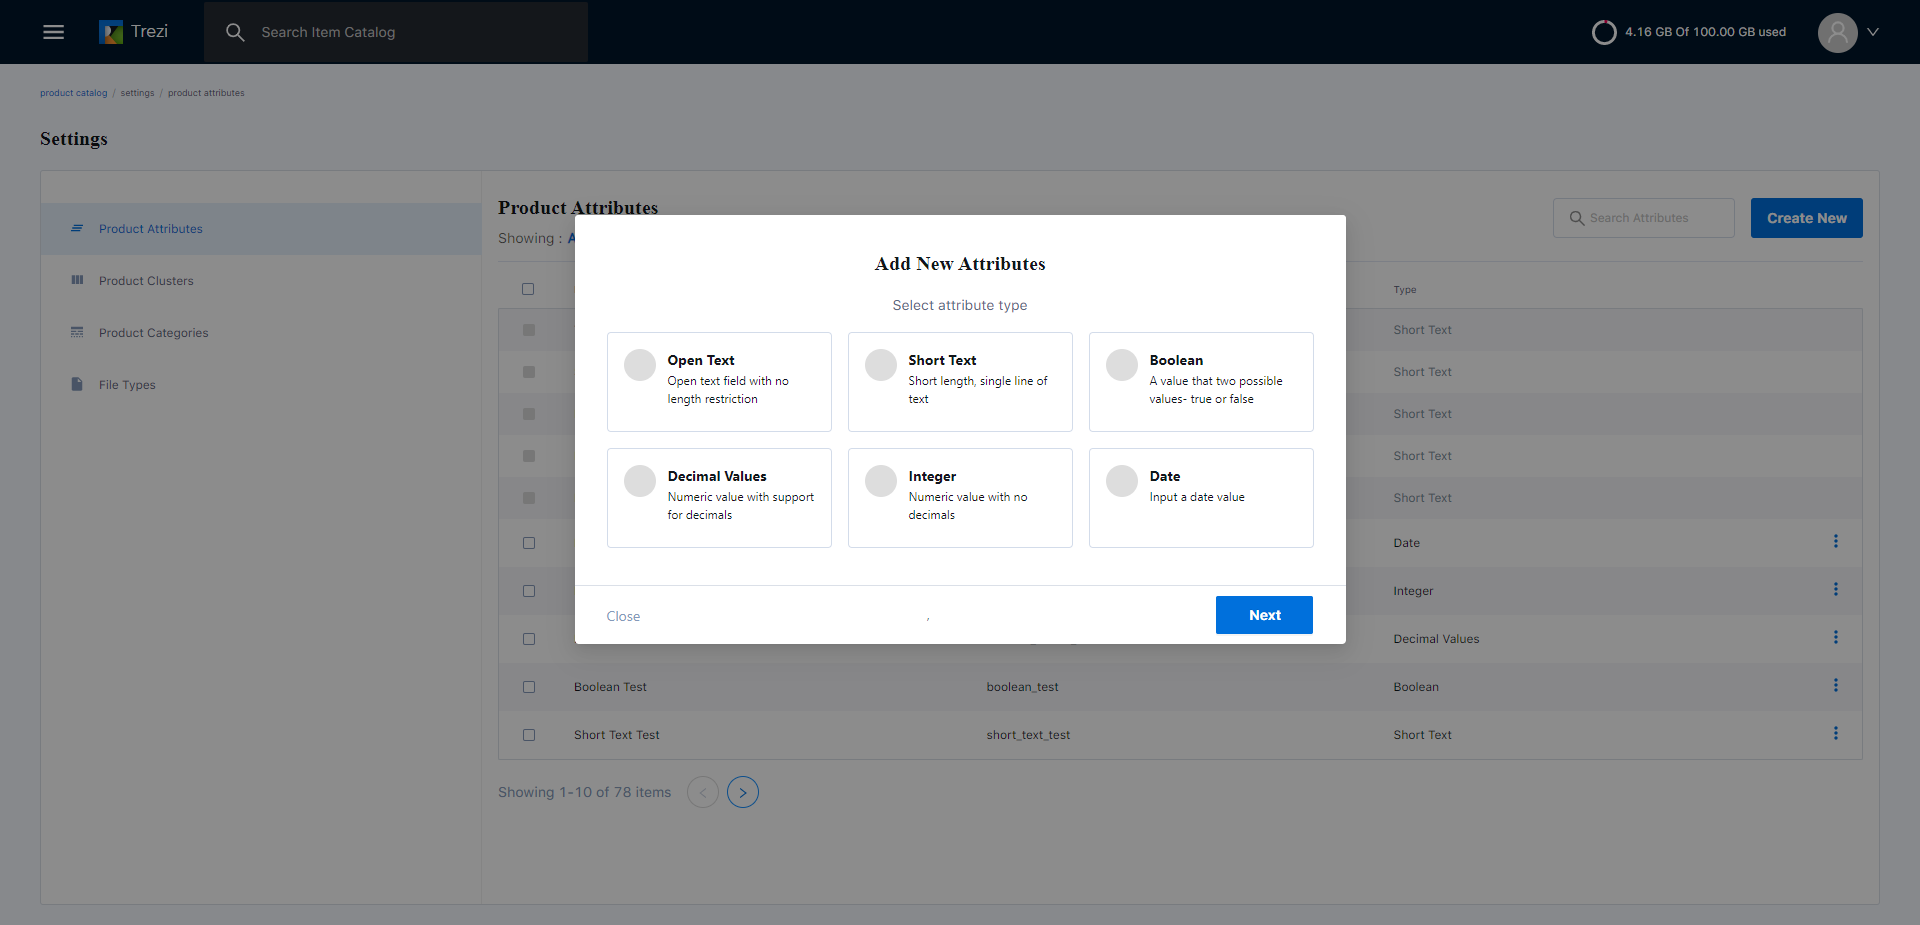 Trezi
Search Item Catalog
4.16 GB Of 100.00 GB used
product catalog / settings / product attributes
Settings
Product Attributes
Product Clusters
Product Categories
File Types
Product Attributes
Search Attributes
Create New
Showing :
Type
Short Text
Short Text
Short Text
Short Text
Short Text
Date
Integer
Decimal Values
Boolean Test boolean_test Boolean
Short Text Test short_text_test Short Text
Showing 1-10 of 78 items
Add New Attributes
Select attribute type
Open Text
Open text field with no
length restriction
Short Text
Short length, single line of
text
Boolean
A value that two possible
values- true or false
Decimal Values
Numeric value with support
for decimals
Integer
Numeric value with no
decimals
Date
Input a date value
Close
,
Next